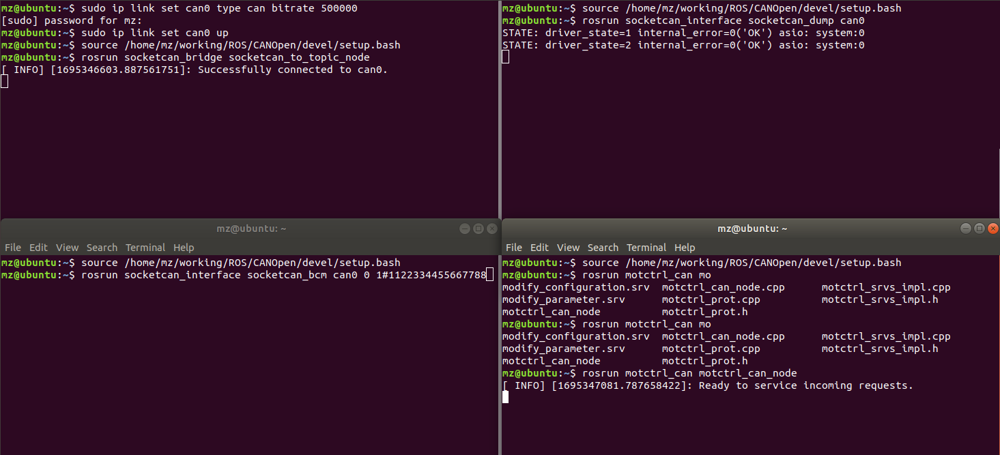 mz@ubuntu:~$ sudo ip link set can0 type can bitrate 500000
[sudo] password for mz:
mz@ubuntu:~$ sudo ip link set can0 up
mz@ubuntu:~$ source /home/mz/working/ROS/CANOpen/devel/setup.bash
mz@ubuntu:~$ rosrun socketcan_bridge socketcan_to_topic_node
[ INFO] [1695346603.887561751]: Successfully connected to can0.
mz@ubuntu:~$ source /home/mz/working/ROS/CANOpen/devel/setup.bash
mz@ubuntu:~$ rosrun socketcan_interface socketcan_dump can0
STATE: driver_state=1 internal_error=0('OK') asio: system:0
STATE: driver_state=2 internal_error=0('OK') asio: system:0
mz@ubuntu: ~
File Edit View Search Terminal Help
mz@ubuntu:~$ source /home/mz/working/ROS/CANOpen/devel/setup.bash
mz@ubuntu:~$ rosrun socketcan_interface socketcan_bcm can0 0 1#1122334455667788
mz@ubuntu: ~
File Edit View Search Terminal Help
mz@ubuntu:~$ source /home/mz/working/ROS/CANOpen/devel/setup.bash
mz@ubuntu:~$ rosrun motctrl_can mo
modify_configuration.srv motctrl_can_node.cpp motctrl_srvs_impl.cpp
modify_parameter.srv motctrl_prot.cpp motctrl_srvs_impl.h
motctrl_can_node motctrl_prot.h
mz@ubuntu:~$ rosrun motctrl_can mo
modify_configuration.srv motctrl_can_node.cpp motctrl_srvs_impl.cpp
modify_parameter.srv motctrl_prot.cpp motctrl_srvs_impl.h
motctrl_can_node motctrl_prot.h
mz@ubuntu:~$ rosrun motctrl_can motctrl_can_node
[ INFO] [1695347081.787658422]: Ready to service incoming requests.